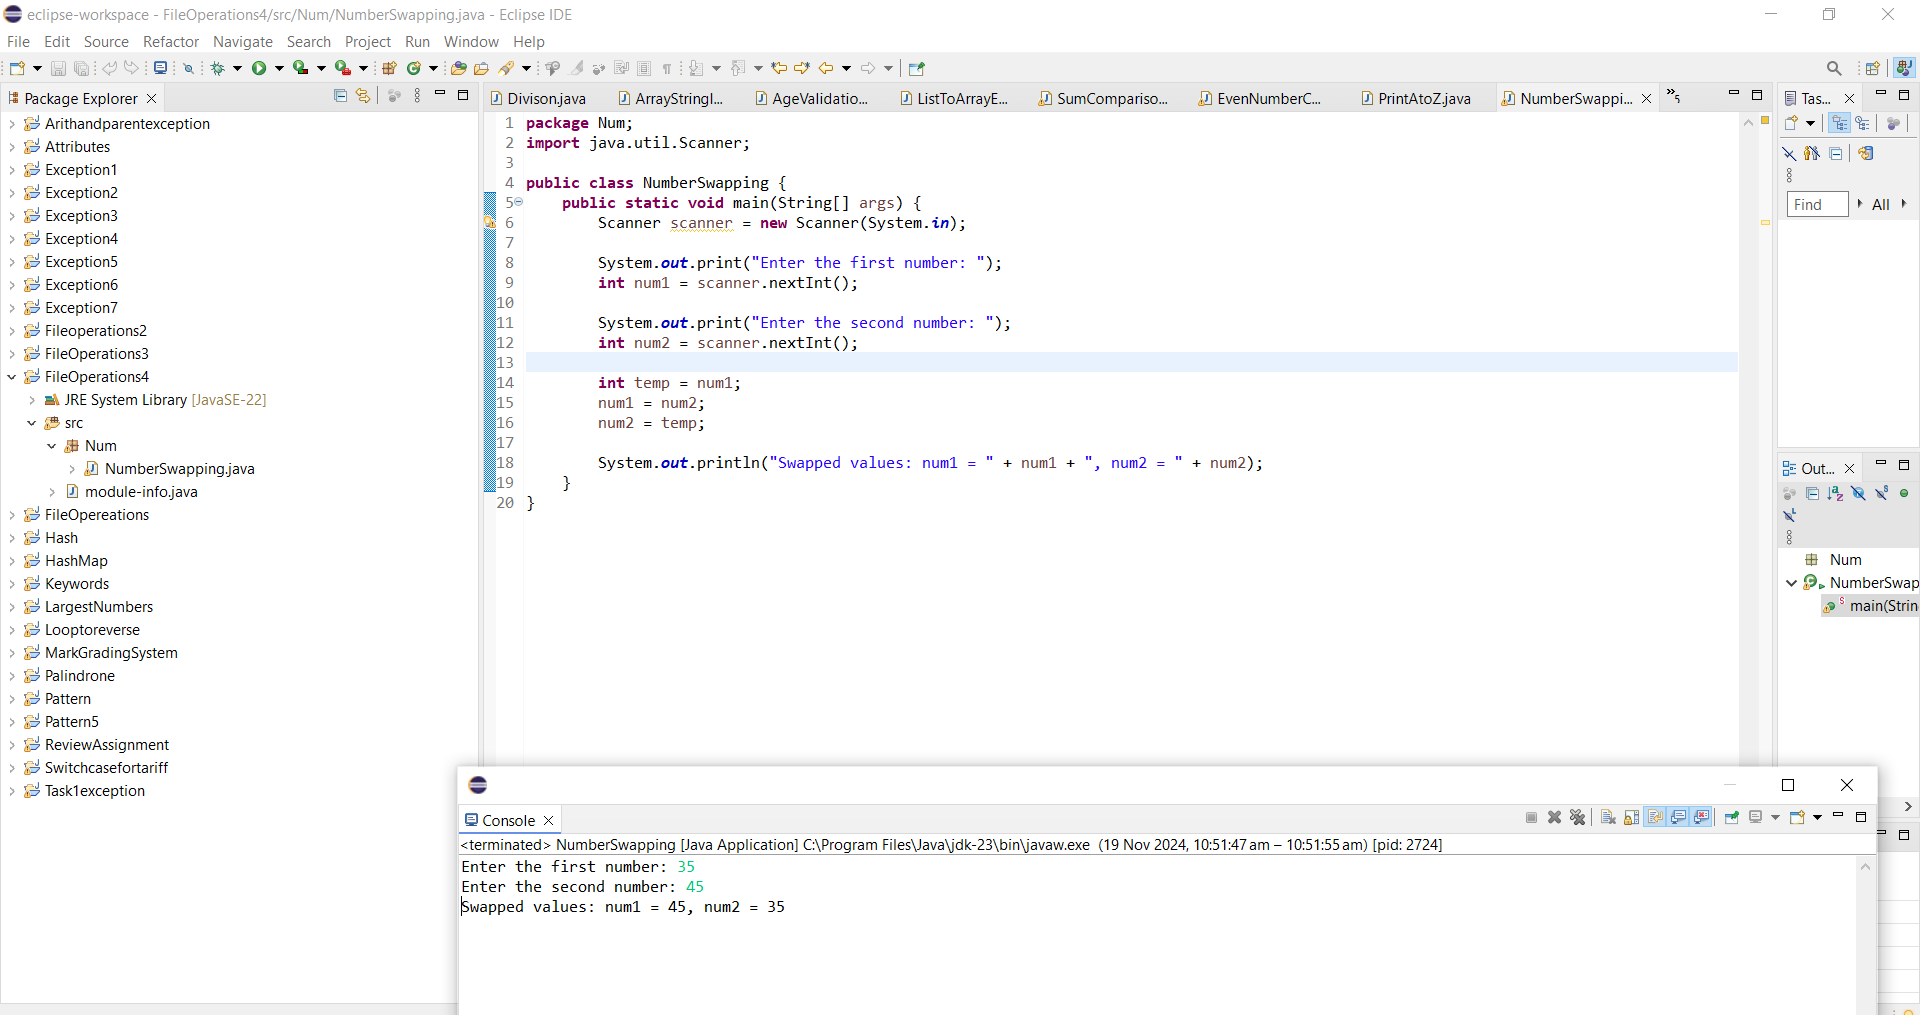 eclipse-workspace - FileOperations4/src/Num/NumberSwapping.java - Eclipse IDE
File Edit Source Refactor Navigate Search Project Run Window Help
Package Explorer
Arithandparentexception
Attributes
Exception1
Exception2
Exception3
Exception4
Exception5
Exception6
Exception7
Fileoperations2
FileOperations3
FileOperations4
JRE System Library [JavaSE-22]
src
Num
NumberSwapping.java
module-info.java
FileOpereations
Hash
HashMap
Keywords
LargestNumbers
Looptoreverse
MarkGradingSystem
Palindrone
Pattern
Pattern5
ReviewAssignment
Switchcasefortariff
Task1exception
Divison.java ArrayStringI... AgeValidatio... ListToArrayE... SumCompariso... EvenNumberC... PrintAtoZ.java NumberSwappi... »5
1 package Num;
2 import java.util.Scanner;
3
4 public class NumberSwapping {
5 public static void main(String[] args) {
6 Scanner scanner = new Scanner(System.in);
7
8 System.out.print("Enter the first number: ");
9 int num1 = scanner.nextInt();
10
11 System.out.print("Enter the second number: ");
12 int num2 = scanner.nextInt();
13
14 int temp = num1;
15 num1 = num2;
16 num2 = temp;
17
18 System.out.println("Swapped values: num1 = " + num1 + ", num2 = " + num2);
19 }
20 }
Tas...
Find All
Out...
Num
NumberSwap
main(Strin
Console
<terminated> NumberSwapping [Java Application] C:\Program Files\Java\jdk-23\bin\javaw.exe (19 Nov 2024, 10:51:47 am – 10:51:55 am) [pid: 2724]
Enter the first number: 35
Enter the second number: 45
Swapped values: num1 = 45, num2 = 35